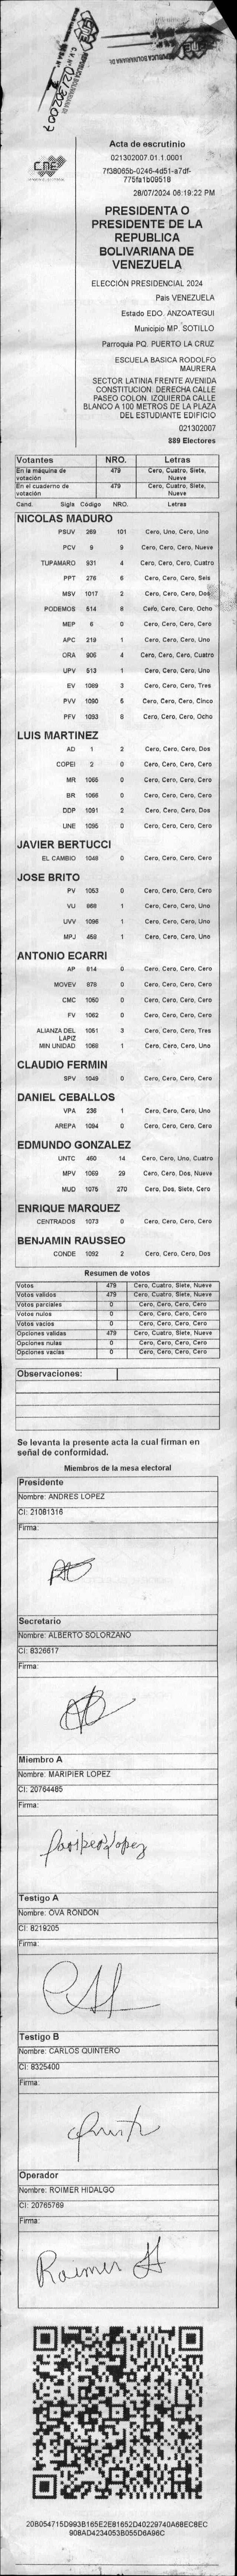 C.V. Nº 021302007
CNE
Acta de escrutinio
021302007.01.1.0001
7f38065b-0246-4d51-a7df-
775fa1b09518
28/07/2024 06:19:22 PM
PRESIDENTA O
PRESIDENTE DE LA
REPUBLICA
BOLIVARIANA DE
VENEZUELA
ELECCIÓN PRESIDENCIAL 2024
Pais VENEZUELA
Estado EDO. ANZOATEGUI
Municipio MP. SOTILLO
Parroquia PQ. PUERTO LA CRUZ
ESCUELA BASICA RODOLFO
MAURERA
SECTOR LATINIA FRENTE AVENIDA
CONSTITUCION. DERECHA CALLE
PASEO COLON. IZQUIERDA CALLE
BLANCO A 100 METROS DE LA PLAZA
DEL ESTUDIANTE EDIFICIO
021302007
889 Electores
Votantes NRO. Letras
En la máquina de votación 479 Cero, Cuatro, Siete, Nueve
En el cuaderno de votación 479 Cero, Cuatro, Siete, Nueve
Cand. Sigls Código NRO. Letras
NICOLAS MADURO
PSUV 269 101 Cero, Uno, Cero, Uno
PCV 9 9 Cero, Cero, Cero, Nueve
TUPAMARO 931 4 Cero, Cero, Cero, Cuatro
PPT 276 6 Cero, Cero, Cero, Seis
MSV 1017 2 Cero, Cero, Cero, Dos
PODEMOS 514 8 Cero, Cero, Cero, Ocho
MEP 6 0 Cero, Cero, Cero, Cero
APC 219 1 Cero, Cero, Cero, Uno
ORA 906 4 Cero, Cero, Cero, Cuatro
UPV 513 1 Cero, Cero, Cero, Uno
EV 1089 3 Cero, Cero, Cero, Tres
PVV 1090 5 Cero, Cero, Cero, Cinco
PFV 1093 8 Cero, Cero, Cero, Ocho
LUIS MARTINEZ
AD 1 2 Cero, Cero, Cero, Dos
COPEI 2 0 Cero, Cero, Cero, Cero
MR 1065 0 Cero, Cero, Cero, Cero
BR 1066 0 Cero, Cero, Cero, Cero
DDP 1091 2 Cero, Cero, Cero, Dos
UNE 1095 0 Cero, Cero, Cero, Cero
JAVIER BERTUCCI
EL CAMBIO 1048 0 Cero, Cero, Cero, Cero
JOSE BRITO
PV 1053 0 Cero, Cero, Cero, Cero
VU 868 1 Cero, Cero, Cero, Uno
UVV 1096 1 Cero, Cero, Cero, Uno
MPJ 458 1 Cero, Cero, Cero, Uno
ANTONIO ECARRI
AP 814 0 Cero, Cero, Cero, Cero
MOVEV 878 0 Cero, Cero, Cero, Cero
CMC 1050 0 Cero, Cero, Cero, Cero
FV 1062 0 Cero, Cero, Cero, Cero
ALIANZA DEL LAPIZ 1051 3 Cero, Cero, Cero, Tres
MIN UNIDAD 1068 1 Cero, Cero, Cero, Uno
CLAUDIO FERMIN
SPV 1049 0 Cero, Cero, Cero, Cero
DANIEL CEBALLOS
VPA 236 1 Cero, Cero, Cero, Uno
AREPA 1094 0 Cero, Cero, Cero, Cero
EDMUNDO GONZALEZ
UNTC 460 14 Cero, Cero, Uno, Cuatro
MPV 1069 29 Cero, Cero, Dos, Nueve
MUD 1075 270 Cero, Dos, Siete, Cero
ENRIQUE MARQUEZ
CENTRADOS 1073 0 Cero, Cero, Cero, Cero
BENJAMIN RAUSSEO
CONDE 1092 2 Cero, Cero, Cero, Dos
Resumen de votos
Votos 479 Cero, Cuatro, Siete, Nueve
Votos validos 479 Cero, Cuatro, Siete, Nueve
Votos parciales 0 Cero, Cero, Cero, Cero
Votos nulos 0 Cero, Cero, Cero, Cero
Votos vacios 0 Cero, Cero, Cero, Cero
Opciones validas 479 Cero, Cuatro, Siete, Nueve
Opciones nulas 0 Cero, Cero, Cero, Cero
Opciones vacias 0 Cero, Cero, Cero, Cero
Observaciones:
Se levanta la presente acta la cual firman en
señal de conformidad.
Miembros de la mesa electoral
Presidente
Nombre: ANDRES LOPEZ
CI: 21081316
Firma:
Secretario
Nombre: ALBERTO SOLORZANO
CI: 8326617
Firma:
Miembro A
Nombre: MARIPIER LOPEZ
CI: 20764485
Firma:
Testigo A
Nombre: OVA RONDON
CI: 8219205
Firma:
Testigo B
Nombre: CARLOS QUINTERO
CI: 8325400
Firma:
Operador
Nombre: ROIMER HIDALGO
CI: 20765769
Firma:
Roimer H
20B054715D993B165E2E81652D40229740A68EC8EC
908AD4234053B055D6A96C